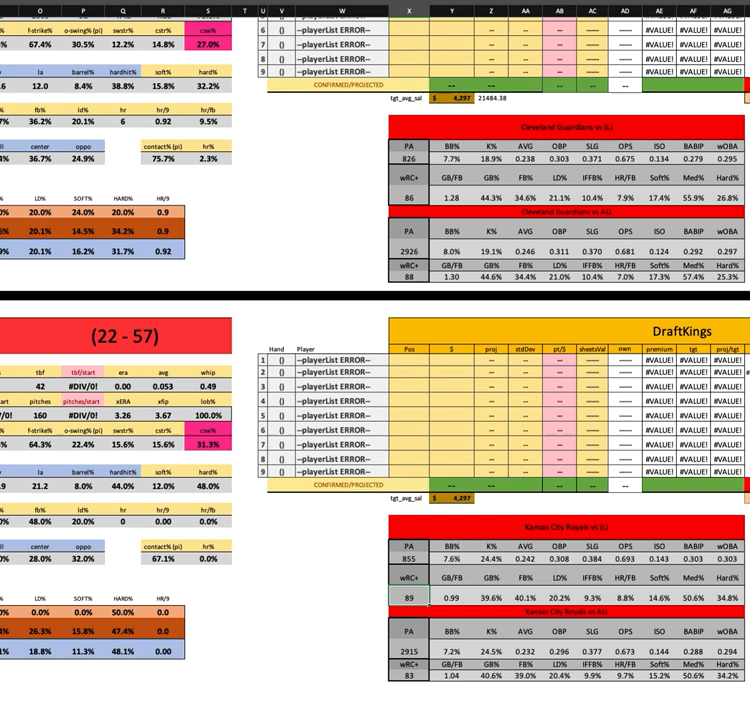 O P Q R S T U V W X Y Z AA AB AC AD AE AF AG
f-strike% o-swing% (pi) swstr% cstr% csw%
67.4% 30.5% 12.2% 14.8% 27.0%
la barrel% hardhit% soft% hard%
12.0 8.4% 38.8% 15.8% 32.2%
fb% ld% hr hr/9 hr/fb
36.2% 20.1% 6 0.92 9.5%
center oppo contact% (pi) hr%
36.7% 24.9% 75.7% 2.3%
LD% SOFT% HARD% HR/9
20.0% 24.0% 20.0% 0.9
20.1% 14.5% 34.2% 0.9
20.1% 16.2% 31.7% 0.92
6 () --playerList ERROR-- -- -- -- ----- ----- #VALUE! #VALUE! #VALUE!
7 () --playerList ERROR-- -- -- -- ----- ----- #VALUE! #VALUE! #VALUE!
8 () --playerList ERROR-- -- -- -- ----- ----- #VALUE! #VALUE! #VALUE!
9 () --playerList ERROR-- -- -- -- ----- ----- #VALUE! #VALUE! #VALUE!
CONFIRMED/PROJECTED -- -- -- -- --
tgt_avg_sal $ 4,297 21484.38
Cleveland Guardians vs (L)
PA BB% K% AVG OBP SLG OPS ISO BABIP wOBA
826 7.7% 18.9% 0.238 0.303 0.371 0.675 0.134 0.279 0.295
wRC+ GB/FB GB% FB% LD% IFFB% HR/FB Soft% Med% Hard%
86 1.28 44.3% 34.6% 21.1% 10.4% 7.9% 17.4% 55.9% 26.8%
Cleveland Guardians vs ALL
PA BB% K% AVG OBP SLG OPS ISO BABIP wOBA
2926 8.0% 19.1% 0.246 0.311 0.370 0.681 0.124 0.292 0.297
wRC+ GB/FB GB% FB% LD% IFFB% HR/FB Soft% Med% Hard%
88 1.30 44.6% 34.4% 21.0% 10.4% 7.0% 17.3% 57.4% 25.3%
(22 - 57)
tbf tbf/start era avg whip
42 #DIV/0! 0.00 0.053 0.49
pitches pitches/start xERA xfip lob%
160 #DIV/0! 3.26 3.67 100.0%
f-strike% o-swing% (pi) swstr% cstr% csw%
64.3% 22.4% 15.6% 15.6% 31.3%
la barrel% hardhit% soft% hard%
21.2 8.0% 44.0% 12.0% 48.0%
fb% ld% hr hr/9 hr/fb
48.0% 20.0% 0 0.00 0.0%
center oppo contact% (pi) hr%
28.0% 32.0% 67.1% 0.0%
LD% SOFT% HARD% HR/9
0.0% 0.0% 50.0% 0.0
26.3% 15.8% 47.4% 0.0
18.8% 11.3% 48.1% 0.00
DraftKings
Hand Player Pos $ proj stdDev pt/$ sheetsVal own premium tgt proj/tgt
1 () --playerList ERROR-- -- -- -- ----- ----- #VALUE! #VALUE! #VALUE!
2 () --playerList ERROR-- -- -- -- ----- ----- #VALUE! #VALUE! #VALUE!
3 () --playerList ERROR-- -- -- -- ----- ----- #VALUE! #VALUE! #VALUE!
4 () --playerList ERROR-- -- -- -- ----- ----- #VALUE! #VALUE! #VALUE!
5 () --playerList ERROR-- -- -- -- ----- ----- #VALUE! #VALUE! #VALUE!
6 () --playerList ERROR-- -- -- -- ----- ----- #VALUE! #VALUE! #VALUE!
7 () --playerList ERROR-- -- -- -- ----- ----- #VALUE! #VALUE! #VALUE!
8 () --playerList ERROR-- -- -- -- ----- ----- #VALUE! #VALUE! #VALUE!
9 () --playerList ERROR-- -- -- -- ----- ----- #VALUE! #VALUE! #VALUE!
CONFIRMED/PROJECTED -- -- -- -- --
tgt_avg_sal $ 4,297
Kansas City Royals vs (L)
PA BB% K% AVG OBP SLG OPS ISO BABIP wOBA
855 7.6% 24.4% 0.242 0.308 0.384 0.693 0.143 0.303 0.303
wRC+ GB/FB GB% FB% LD% IFFB% HR/FB Soft% Med% Hard%
89 0.99 39.6% 40.1% 20.2% 9.3% 8.8% 14.6% 50.6% 34.8%
Kansas City Royals vs ALL
PA BB% K% AVG OBP SLG OPS ISO BABIP wOBA
2915 7.2% 24.5% 0.232 0.296 0.377 0.673 0.144 0.288 0.294
wRC+ GB/FB GB% FB% LD% IFFB% HR/FB Soft% Med% Hard%
83 1.04 40.6% 39.0% 20.4% 9.9% 9.7% 15.2% 50.6% 34.2%